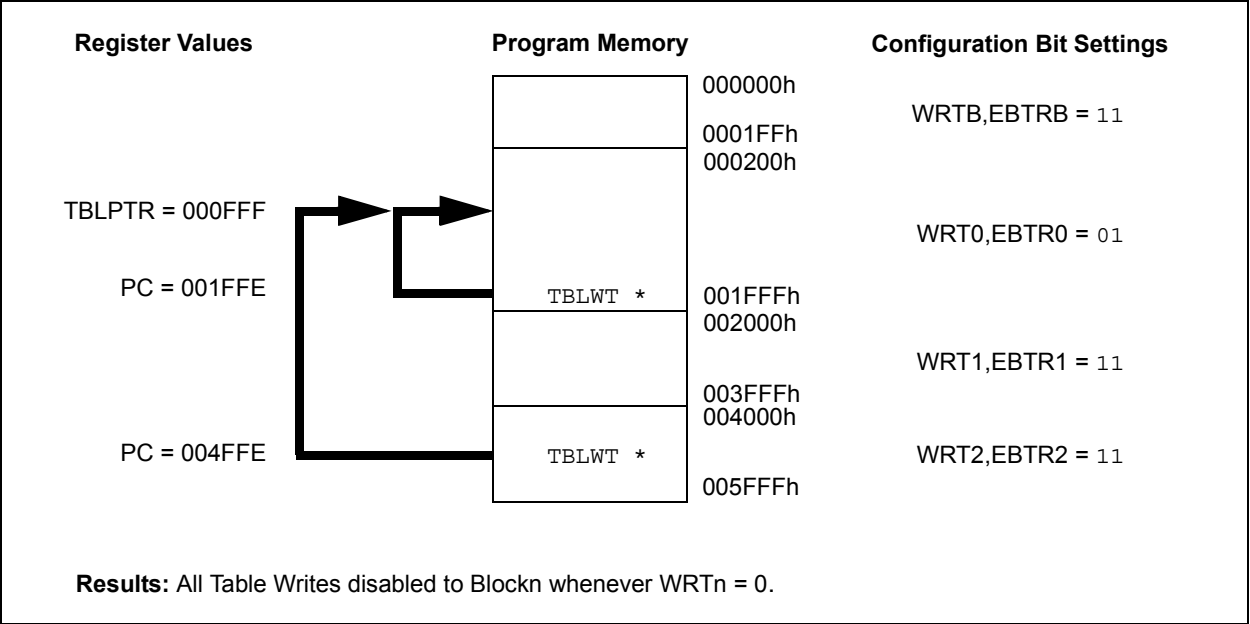 Register Values Program Memory Configuration Bit Settings
000000h
WRTB,EBTRB = 11
0001FFh
000200h
TBLPTR = 000FFF
WRT0,EBTR0 = 01
PC = 001FFE
TBLWT * 001FFFh
002000h
WRT1,EBTR1 = 11
003FFFh
004000h
PC = 004FFE TBLWT * WRT2,EBTR2 = 11
005FFFh
Results: All Table Writes disabled to Blockn whenever WRTn = 0.